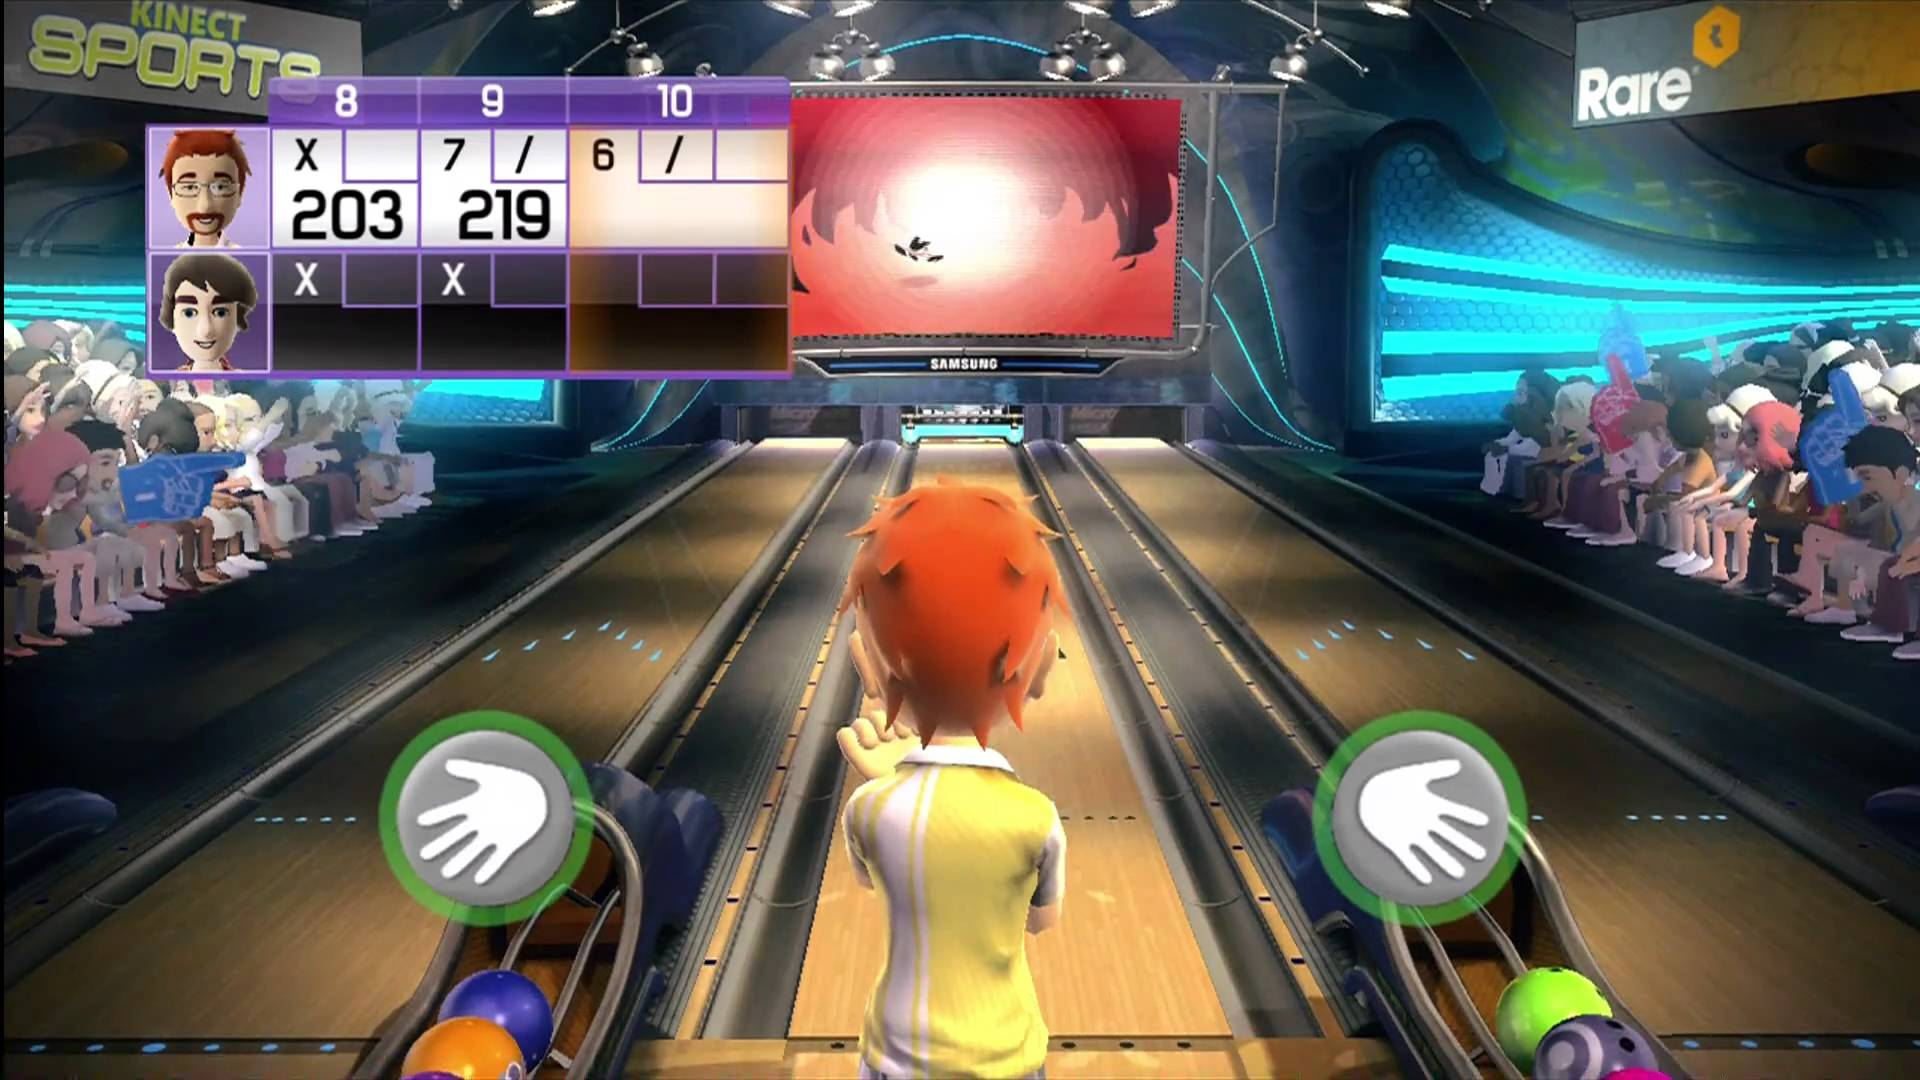 KINECT
SPORTS
Rare
8 9 10
X 7 / 6 /
203 219
X X
SAMSUNG